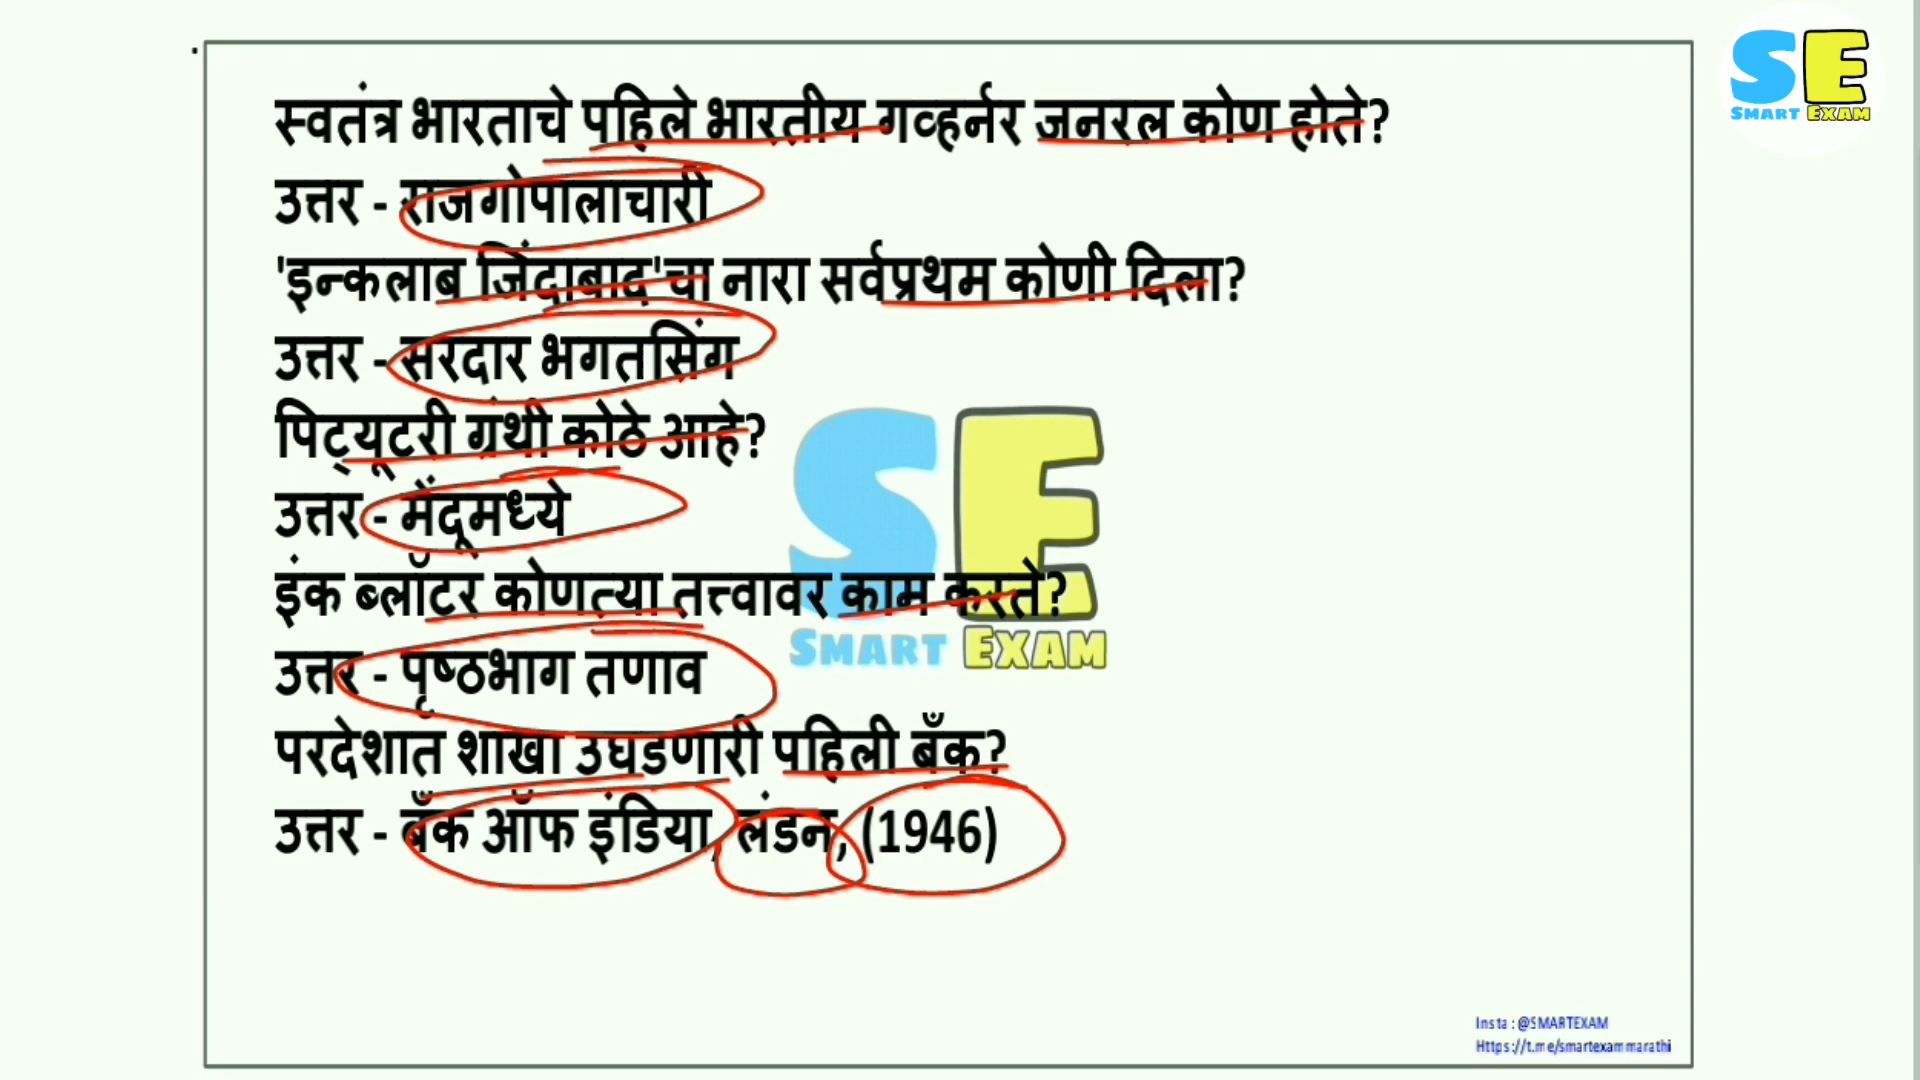 SE
SMART EXAM
स्वतंत्र भारताचे पहिले भारतीय गव्हर्नर जनरल कोण होते?
उत्तर - राजगोपालाचारी
'इन्कलाब जिंदाबाद'चा नारा सर्वप्रथम कोणी दिला?
उत्तर - सरदार भगतसिंग
पिट्यूटरी ग्रंथी कोठे आहे?
उत्तर - मेंदूमध्ये
इंक ब्लॉटर कोणत्या तत्त्वावर काम करते?
उत्तर - पृष्ठभाग तणाव
परदेशात शाखा उघडणारी पहिली बँक?
उत्तर - बँक ऑफ इंडिया, लंडन, (1946)
SE
SMART EXAM
Insta : @SMARTEXAM
Https://t.me/smartexammarathi